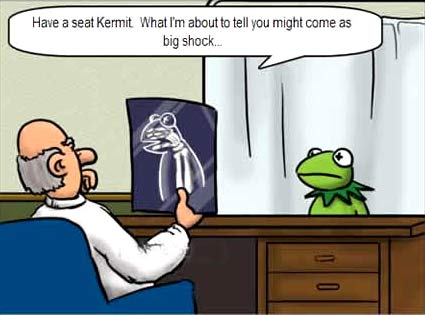 Have a seat Kermit.  What I'm about to tell you might come as
big shock...